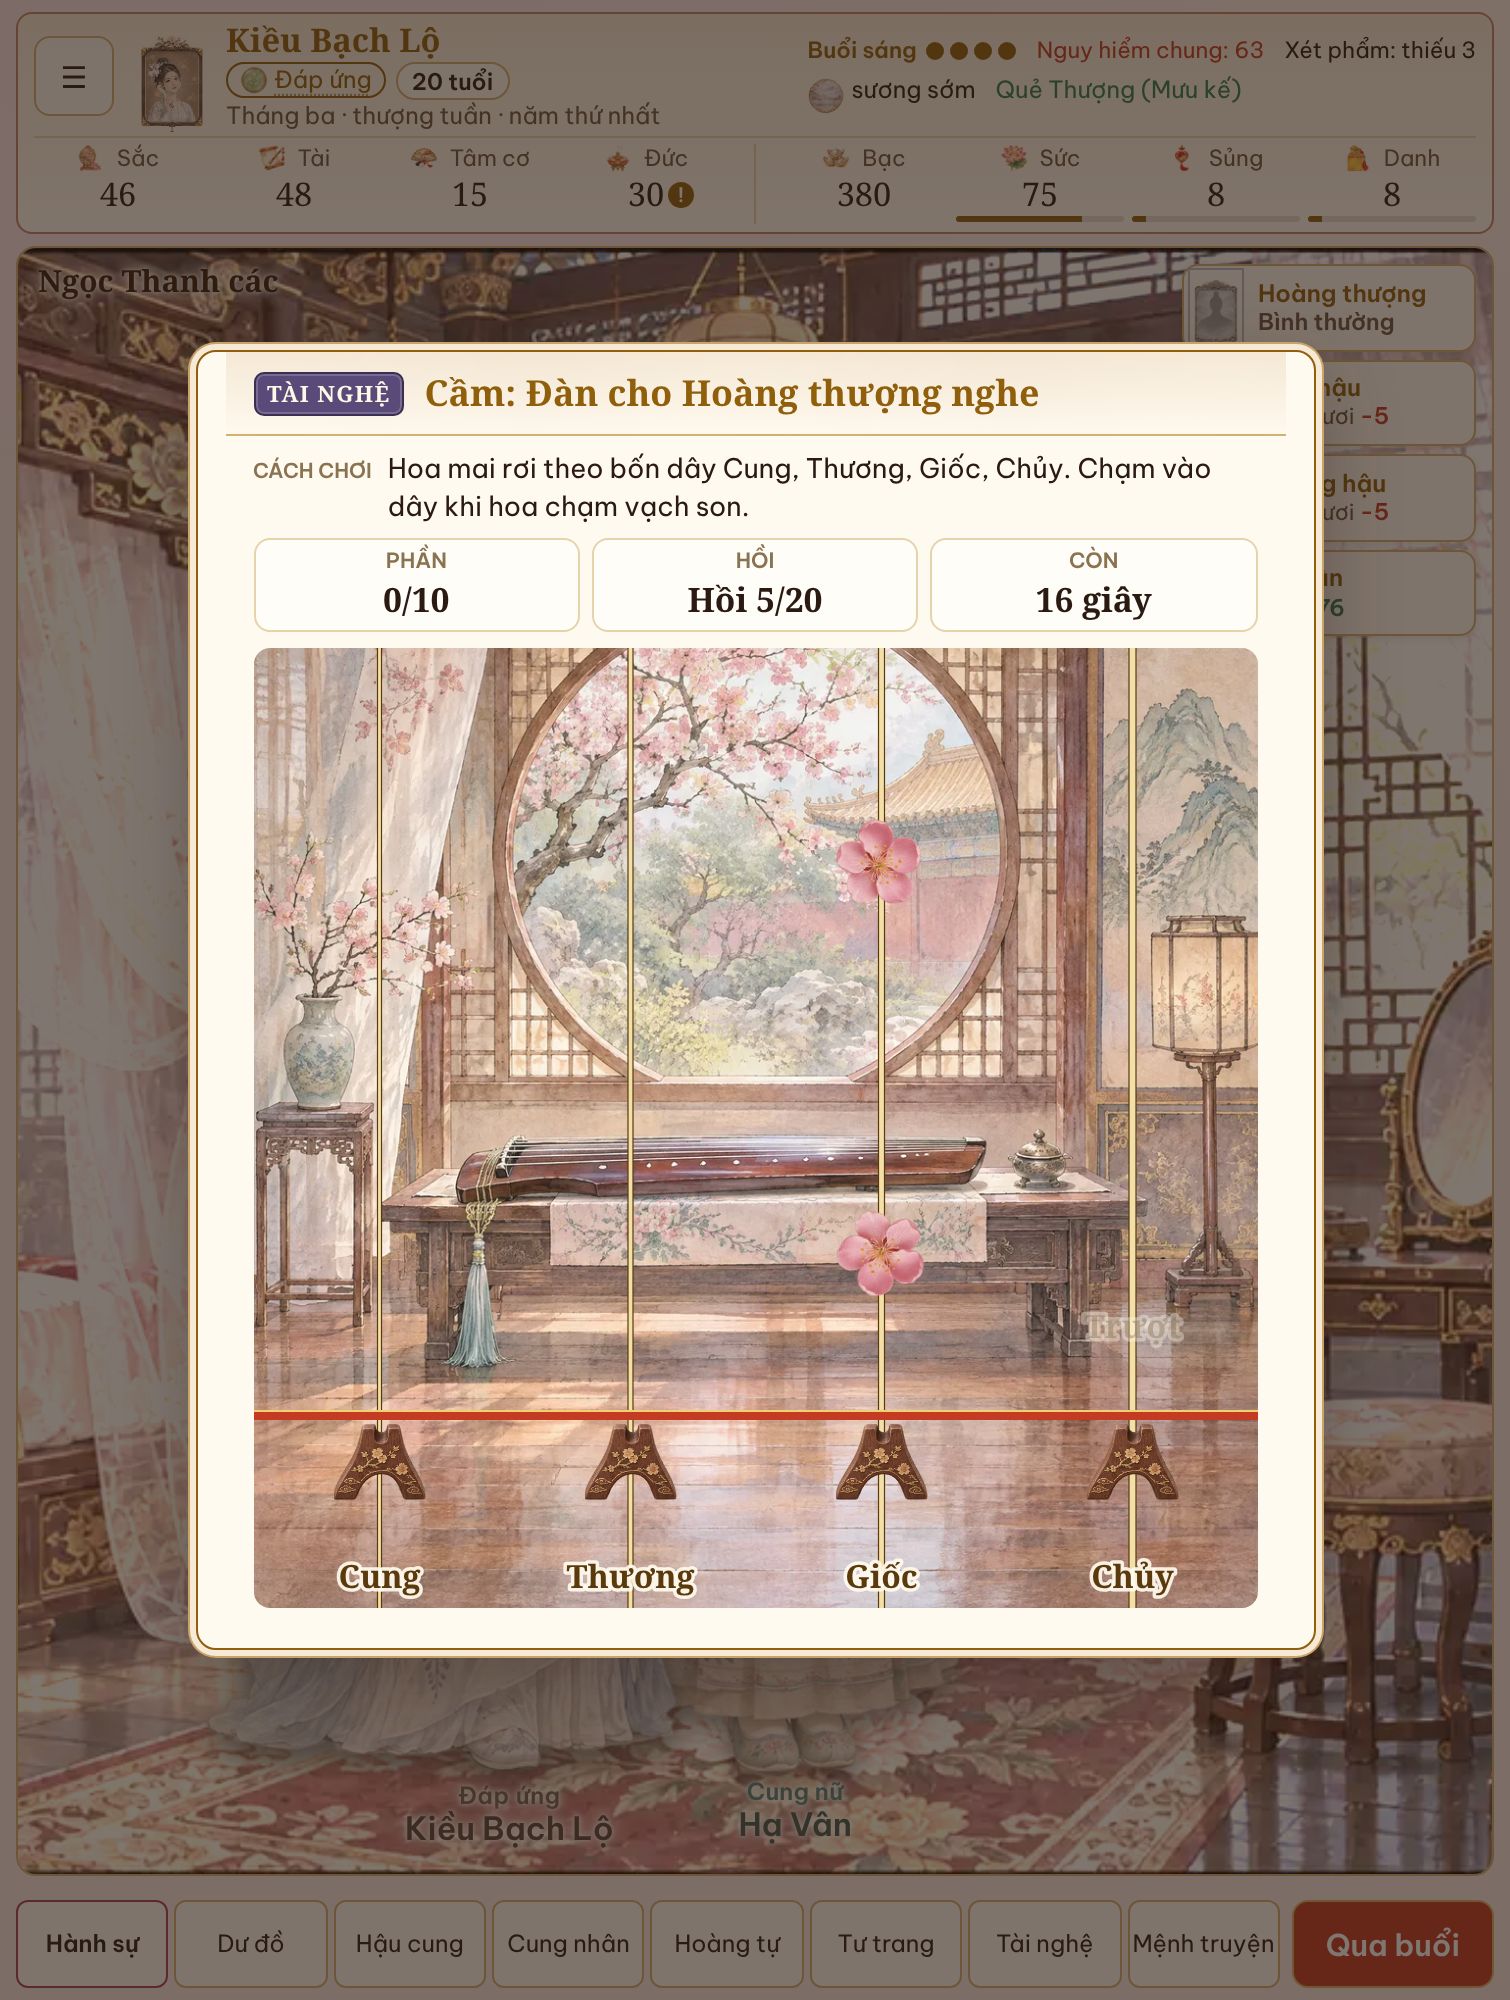 Kiều Bạch Lộ
Đáp ứng
20 tuổi
Tháng ba · thượng tuần · năm thứ nhất
Buổi sáng
Nguy hiểm chung: 63
Xét phẩm: thiếu 3
sương sớm
Quẻ Thượng (Mưu kế)
Sắc
46
Tài
48
Tâm cơ
15
Đức
30 !
Bạc
380
Sức
75
Sủng
8
Danh
8
Ngọc Thanh các
Hoàng thượng
Bình thường
-5
hậu
-5
TÀI NGHỆ
Cầm: Đàn cho Hoàng thượng nghe
CÁCH CHƠI
Hoa mai rơi theo bốn dây Cung, Thương, Giốc, Chủy. Chạm vào
dây khi hoa chạm vạch son.
PHẦN
0/10
HỒI
Hồi 5/20
CÒN
16 giây
Trượt
Cung
Thương
Giốc
Chủy
Đáp ứng
Kiều Bạch Lộ
Cung nữ
Hạ Vân
Hành sự
Dư đồ
Hậu cung
Cung nhân
Hoàng tự
Tư trang
Tài nghệ
Mệnh truyện
Qua buổi